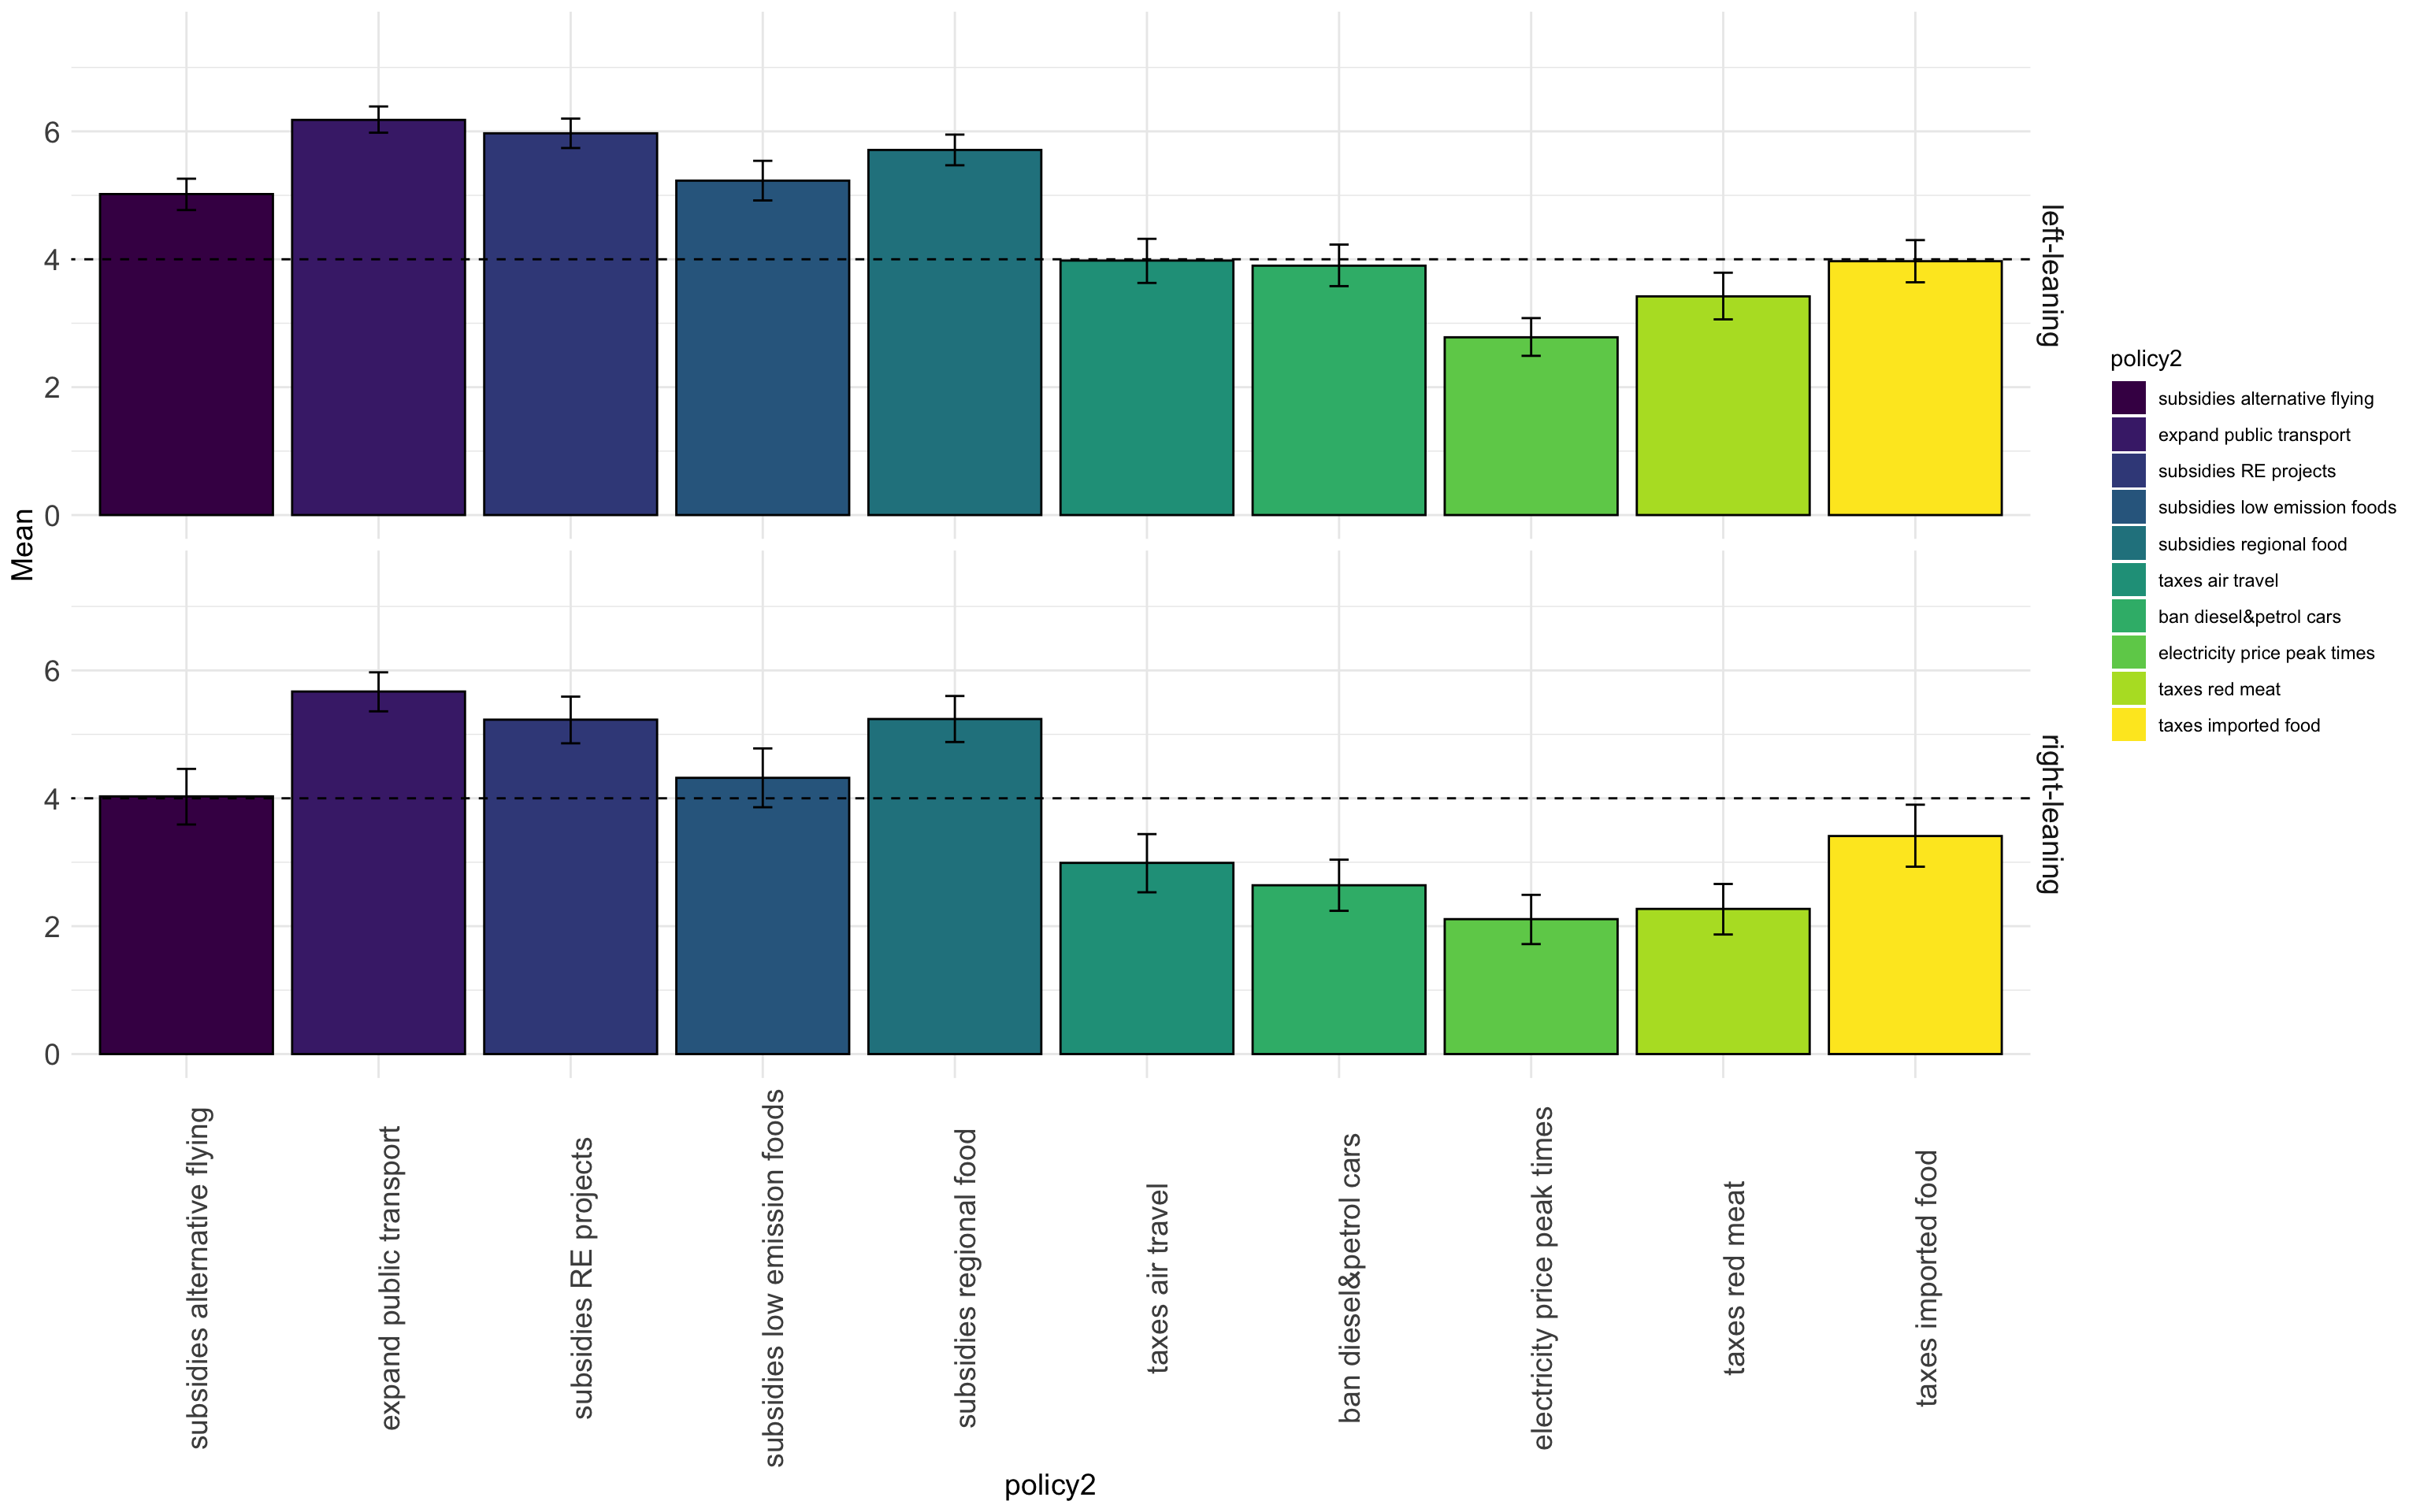 Mean
6
4
2
0
left-leaning
6
4
2
0
right-leaning
subsidies alternative flying
expand public transport
subsidies RE projects
subsidies low emission foods
subsidies regional food
taxes air travel
ban diesel&petrol cars
electricity price peak times
taxes red meat
taxes imported food
policy2
policy2
subsidies alternative flying
expand public transport
subsidies RE projects
subsidies low emission foods
subsidies regional food
taxes air travel
ban diesel&petrol cars
electricity price peak times
taxes red meat
taxes imported food